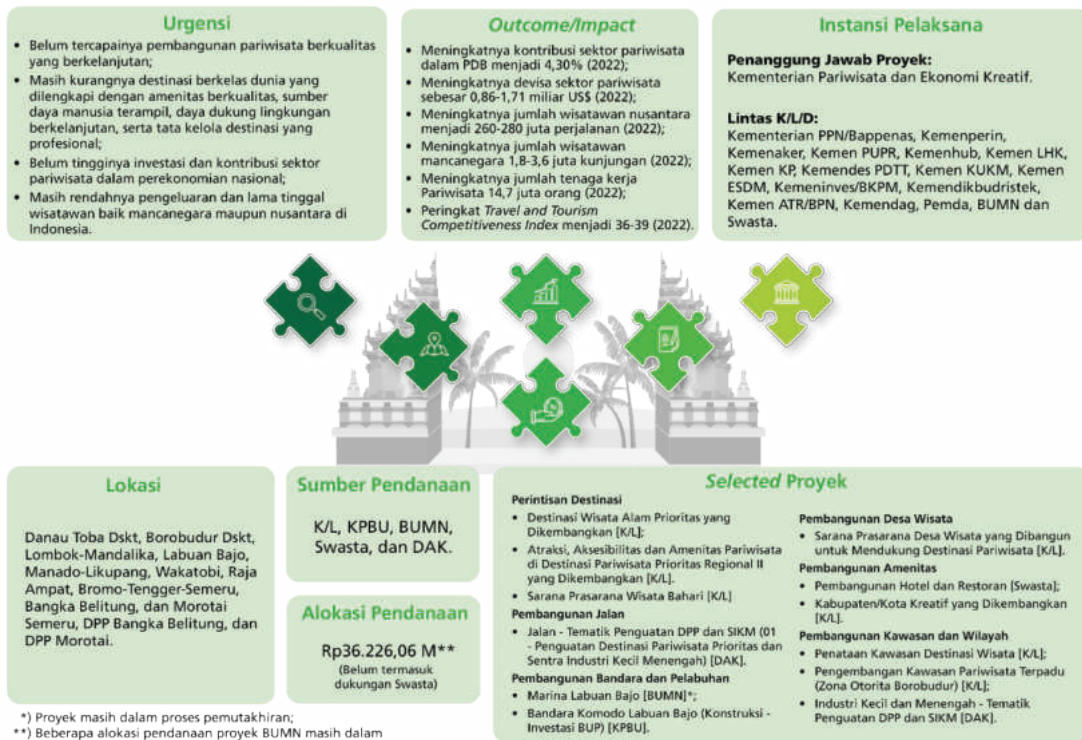 Urgensi
• Belum tercapainya pembangunan pariwisata berkualitas
yang berkelanjutan;
• Masih kurangnya destinasi berkelas dunia yang
dilengkapi dengan amenitas berkualitas, sumber
daya manusia terampil, daya dukung lingkungan
berkelanjutan, serta tata kelola destinasi yang
profesional;
• Belum tingginya investasi dan kontribusi sektor
pariwisata dalam perekonomian nasional;
• Masih rendahnya pengeluaran dan lama tinggal
wisatawan baik mancanegara maupun nusantara di
Indonesia.
Outcome/Impact
• Meningkatnya kontribusi sektor pariwisata
dalam PDB menjadi 4,30% (2022);
• Meningkatnya devisa sektor pariwisata
sebesar 0,86-1,71 miliar US$ (2022);
• Meningkatnya jumlah wisatawan nusantara
menjadi 260-280 juta perjalanan (2022);
• Meningkatnya jumlah wisatawan
mancanegara 1,8-3,6 juta kunjungan (2022);
• Meningkatnya jumlah tenaga kerja
Pariwisata 14,7 juta orang (2022);
• Peringkat Travel and Tourism
Competitiveness Index menjadi 36-39 (2022).
Instansi Pelaksana
Penanggung Jawab Proyek:
Kementerian Pariwisata dan Ekonomi Kreatif.
Lintas K/L/D:
Kementerian PPN/Bappenas, Kemenperin,
Kemenaker, Kemen PUPR, Kemenhub, Kemen LHK,
Kemen KP, Kemendes PDTT, Kemen KUKM, Kemen
ESDM, Kemeninves/BKPM, Kemendikbudristek,
Kemen ATR/BPN, Kemendag, Pemda, BUMN dan
Swasta.
Lokasi
Danau Toba Dskt, Borobudur Dskt,
Lombok-Mandalika, Labuan Bajo,
Manado-Likupang, Wakatobi, Raja
Ampat, Bromo-Tengger-Semeru,
Bangka Belitung, dan Morotai
Semeru, DPP Bangka Belitung, dan
DPP Morotai.
Sumber Pendanaan
K/L, KPBU, BUMN,
Swasta, dan DAK.
Alokasi Pendanaan
Rp36.226,06 M**
(Belum termasuk
dukungan Swasta)
Selected Proyek
Perintisan Destinasi
• Destinasi Wisata Alam Prioritas yang
Dikembangkan [K/L];
• Atraksi, Aksesibilitas dan Amenitas Pariwisata
di Destinasi Pariwisata Prioritas Regional II
yang Dikembangkan [K/L].
• Sarana Prasarana Wisata Bahari [K/L]
Pembangunan Jalan
• Jalan - Tematik Penguatan DPP dan SIKM (01
- Penguatan Destinasi Pariwisata Prioritas dan
Sentra Industri Kecil Menengah) [DAK].
Pembangunan Bandara dan Pelabuhan
• Marina Labuan Bajo [BUMN]*;
• Bandara Komodo Labuan Bajo (Konstruksi -
Investasi BUP) [KPBU].
Pembangunan Desa Wisata
• Sarana Prasarana Desa Wisata yang Dibangun
untuk Mendukung Destinasi Pariwisata [K/L].
Pembangunan Amenitas
• Pembangunan Hotel dan Restoran [Swasta];
• Kabupaten/Kota Kreatif yang Dikembangkan
[K/L].
Pembangunan Kawasan dan Wilayah
• Penataan Kawasan Destinasi Wisata [K/L];
• Pengembangan Kawasan Pariwisata Terpadu
(Zona Otorita Borobudur) [K/L];
• Industri Kecil dan Menengah - Tematik
Penguatan DPP dan SIKM [DAK].
*) Proyek masih dalam proses pemutakhiran;
**) Beberapa alokasi pendanaan proyek BUMN masih dalam